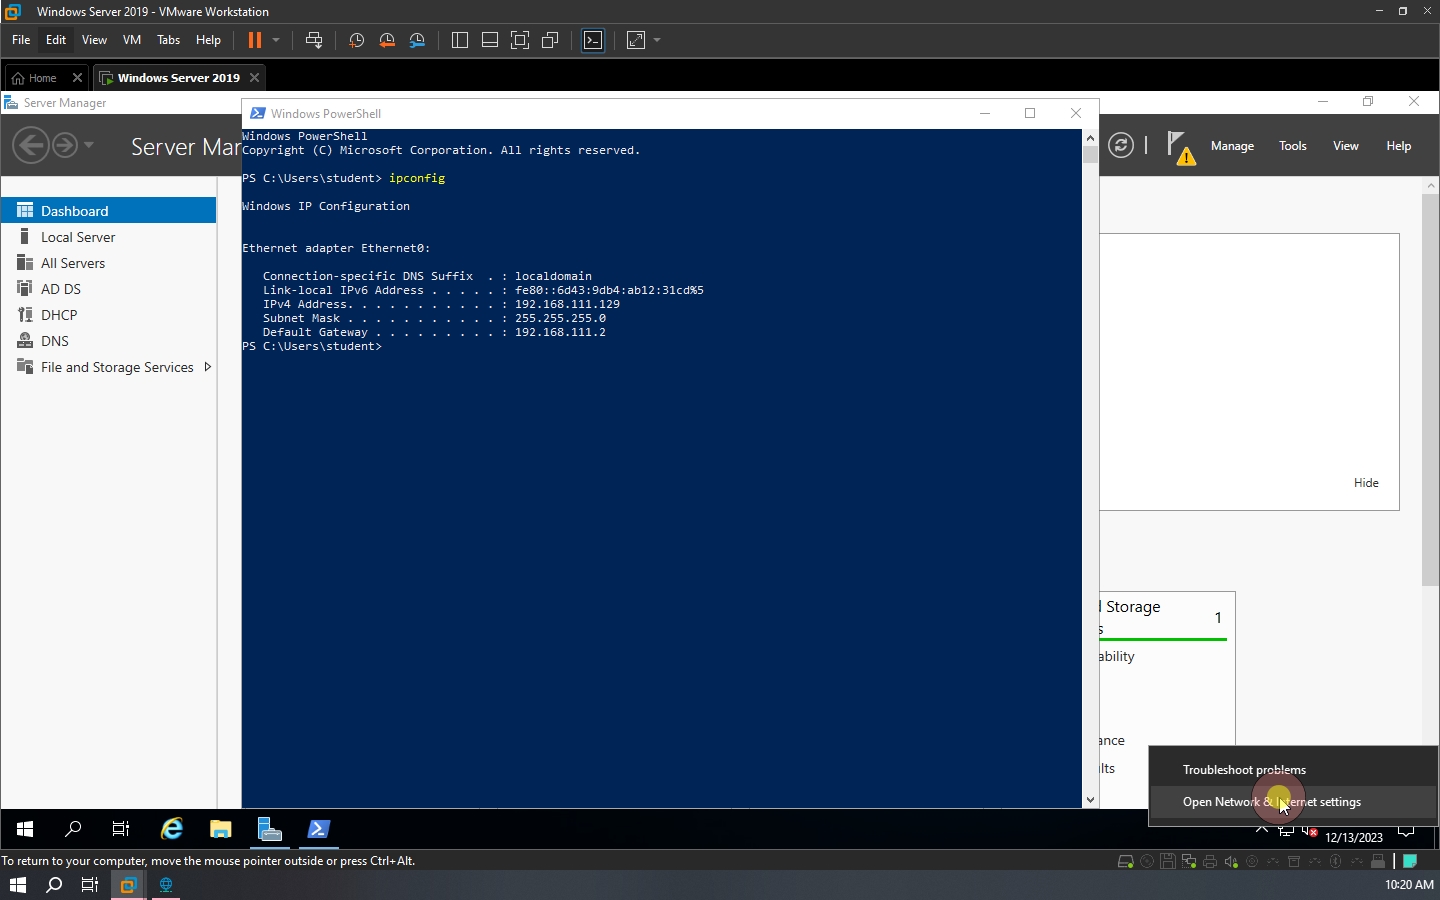 Windows Server 2019 - VMware Workstation
File Edit View VM Tabs Help
Home Windows Server 2019
Server Manager
Windows PowerShell
Server Mar
Manage Tools View Help
Windows PowerShell
Copyright (C) Microsoft Corporation. All rights reserved.
PS C:\Users\student> ipconfig
Windows IP Configuration
Ethernet adapter Ethernet0:
Connection-specific DNS Suffix . : localdomain
Link-local IPv6 Address . . . . . : fe80::6d43:9db4:ab12:31cd%5
IPv4 Address. . . . . . . . . . . : 192.168.111.129
Subnet Mask . . . . . . . . . . . : 255.255.255.0
Default Gateway . . . . . . . . . : 192.168.111.2
PS C:\Users\student>
Dashboard
Local Server
All Servers
AD DS
DHCP
DNS
File and Storage Services
Hide
Storage
1
s
ability
ance
lts
Troubleshoot problems
Open Network & Internet settings
12/13/2023
To return to your computer, move the mouse pointer outside or press Ctrl+Alt.
10:20 AM